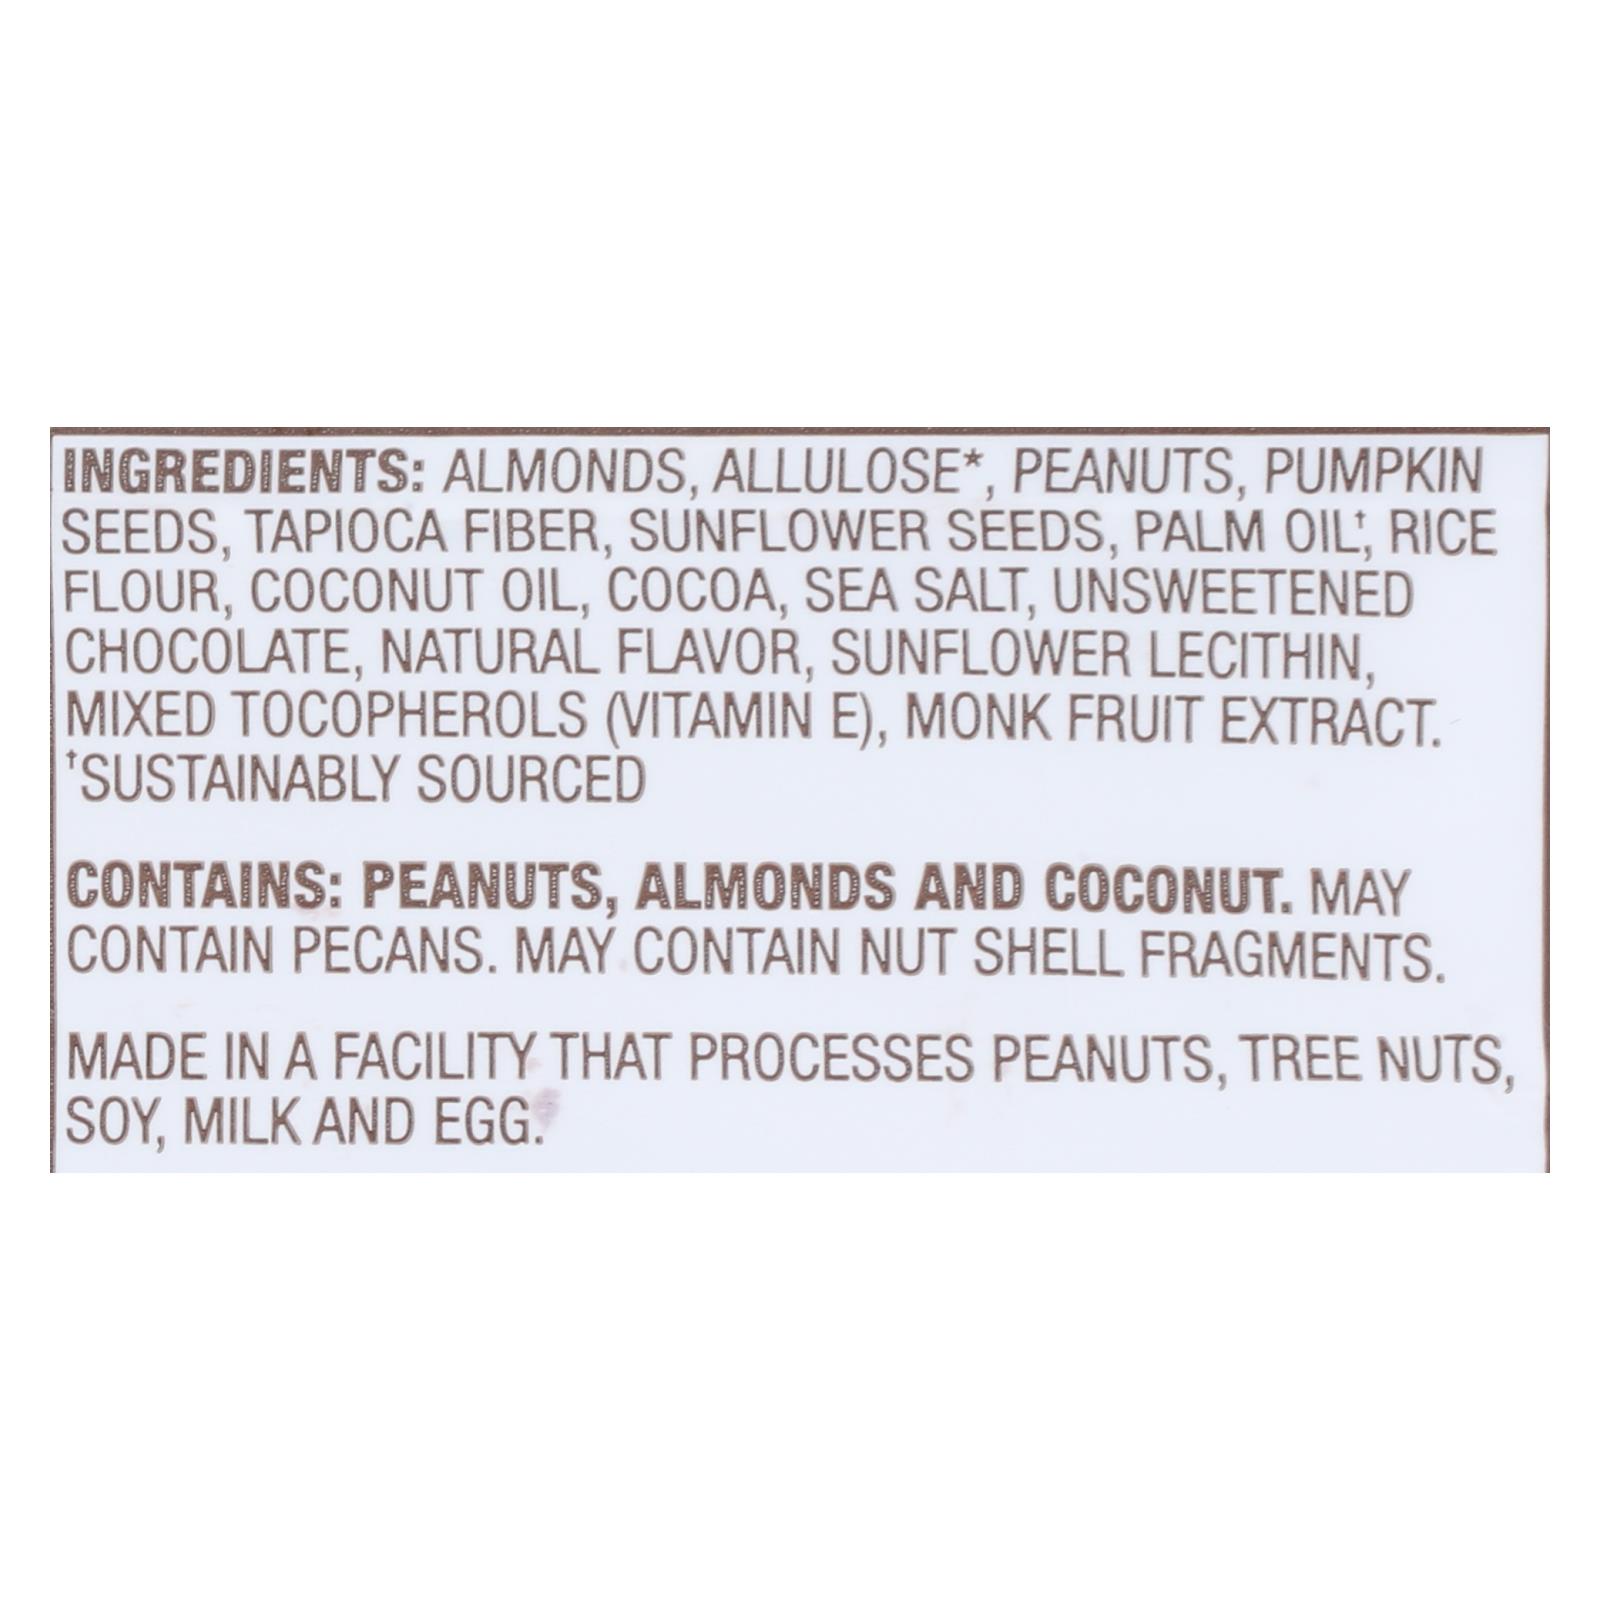 INGREDIENTS: ALMONDS, ALLULOSE*, PEANUTS, PUMPKIN
SEEDS, TAPIOCA FIBER, SUNFLOWER SEEDS, PALM OIL†, RICE
FLOUR, COCONUT OIL, COCOA, SEA SALT, UNSWEETENED
CHOCOLATE, NATURAL FLAVOR, SUNFLOWER LECITHIN,
MIXED TOCOPHEROLS (VITAMIN E), MONK FRUIT EXTRACT.
†SUSTAINABLY SOURCED
CONTAINS: PEANUTS, ALMONDS AND COCONUT. MAY
CONTAIN PECANS. MAY CONTAIN NUT SHELL FRAGMENTS.
MADE IN A FACILITY THAT PROCESSES PEANUTS, TREE NUTS,
SOY, MILK AND EGG.